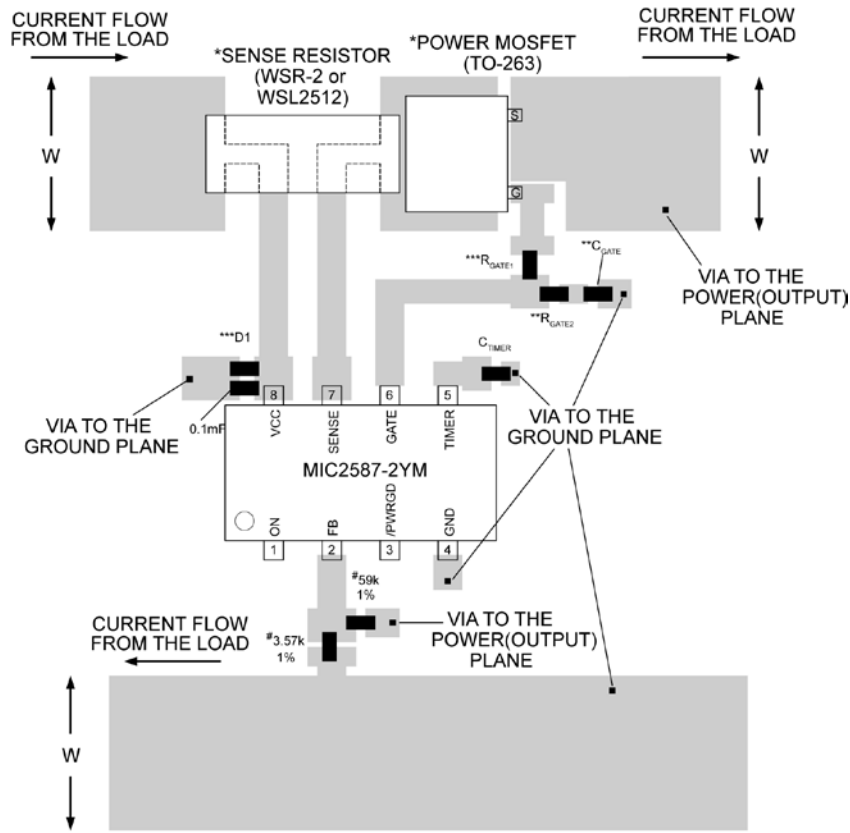 CURRENT FLOW
FROM THE LOAD
*SENSE RESISTOR
(WSR-2 or
WSL2512)
*POWER MOSFET
(TO-263)
CURRENT FLOW
FROM THE LOAD
W
S
G
W
***RGATE1
**CGATE
**RGATE2
VIA TO THE
POWER(OUTPUT)
PLANE
***D1
CTIMER
VIA TO THE
GROUND PLANE
0.1mF
8
7
6
5
VCC
SENSE
GATE
TIMER
VIA TO THE
GROUND PLANE
MIC2587-2YM
ON
FB
/PWRGD
GND
1
2
3
4
#59k
1%
CURRENT FLOW
FROM THE LOAD
#3.57k
1%
VIA TO THE
POWER(OUTPUT)
PLANE
W